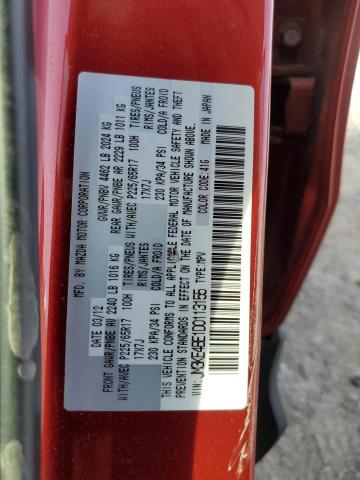 MFD. BY MAZDA MOTOR CORPORATION
DATE 03/12 GVWR/PNBV 4462 LB 2024 KG
FRONT GAWR/PNBE AV 2240 LB 1016 KG REAR GAWR/PNBE AR 2229 LB 1011 KG
WITH/AVEC P225/65R17 100H TIRES/PNEUS WITH/AVEC P225/65R17 100H TIRES/PNEUS
17X7J RIMS/JANTES 17X7J RIMS/JANTES
230 KPA/34 PSI COLD/A FROID 230 KPA/34 PSI COLD/A FROID
THIS VEHICLE CONFORMS TO ALL APPLICABLE FEDERAL MOTOR VEHICLE SAFETY AND THEFT
PREVENTION STANDARDS IN EFFECT ON THE DATE OF MANUFACTURE SHOWN ABOVE.
VIN: TYPE:MPV COLOR CODE: 41G MADE IN JAPAN